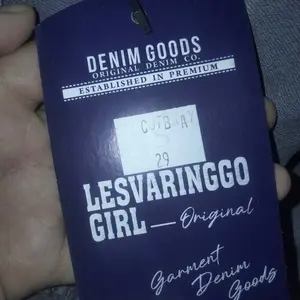 DENIM GOODS
ORIGINAL DENIM CO.
ESTABLISHED IN PREMIUM
29
LESVARINGGO
GIRL — Original
Garment
Denim
Goods